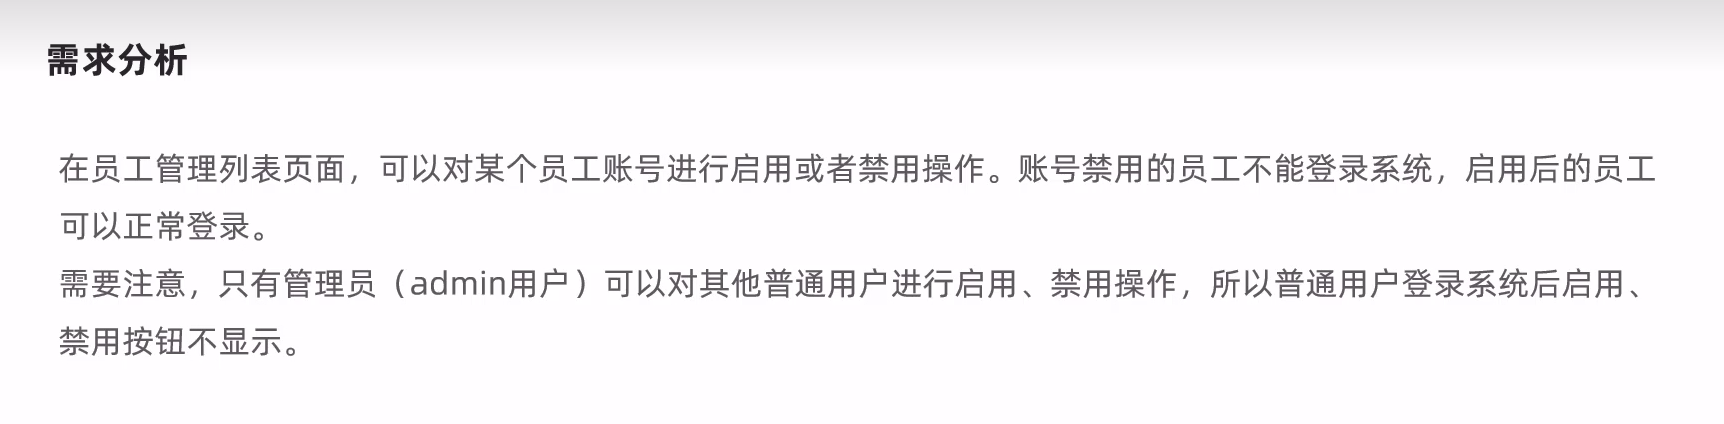 需求分析
在员工管理列表页面，可以对某个员工账号进行启用或者禁用操作。账号禁用的员工不能登录系统，启用后的员工
可以正常登录。
需要注意，只有管理员（admin用户）可以对其他普通用户进行启用、禁用操作，所以普通用户登录系统后启用、
禁用按钮不显示。